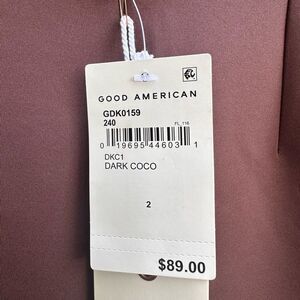 GOOD AMERICAN
GDK0159
240
FL_116
0 19695 44603 1
DKC1
DARK COCO
2
$89.00